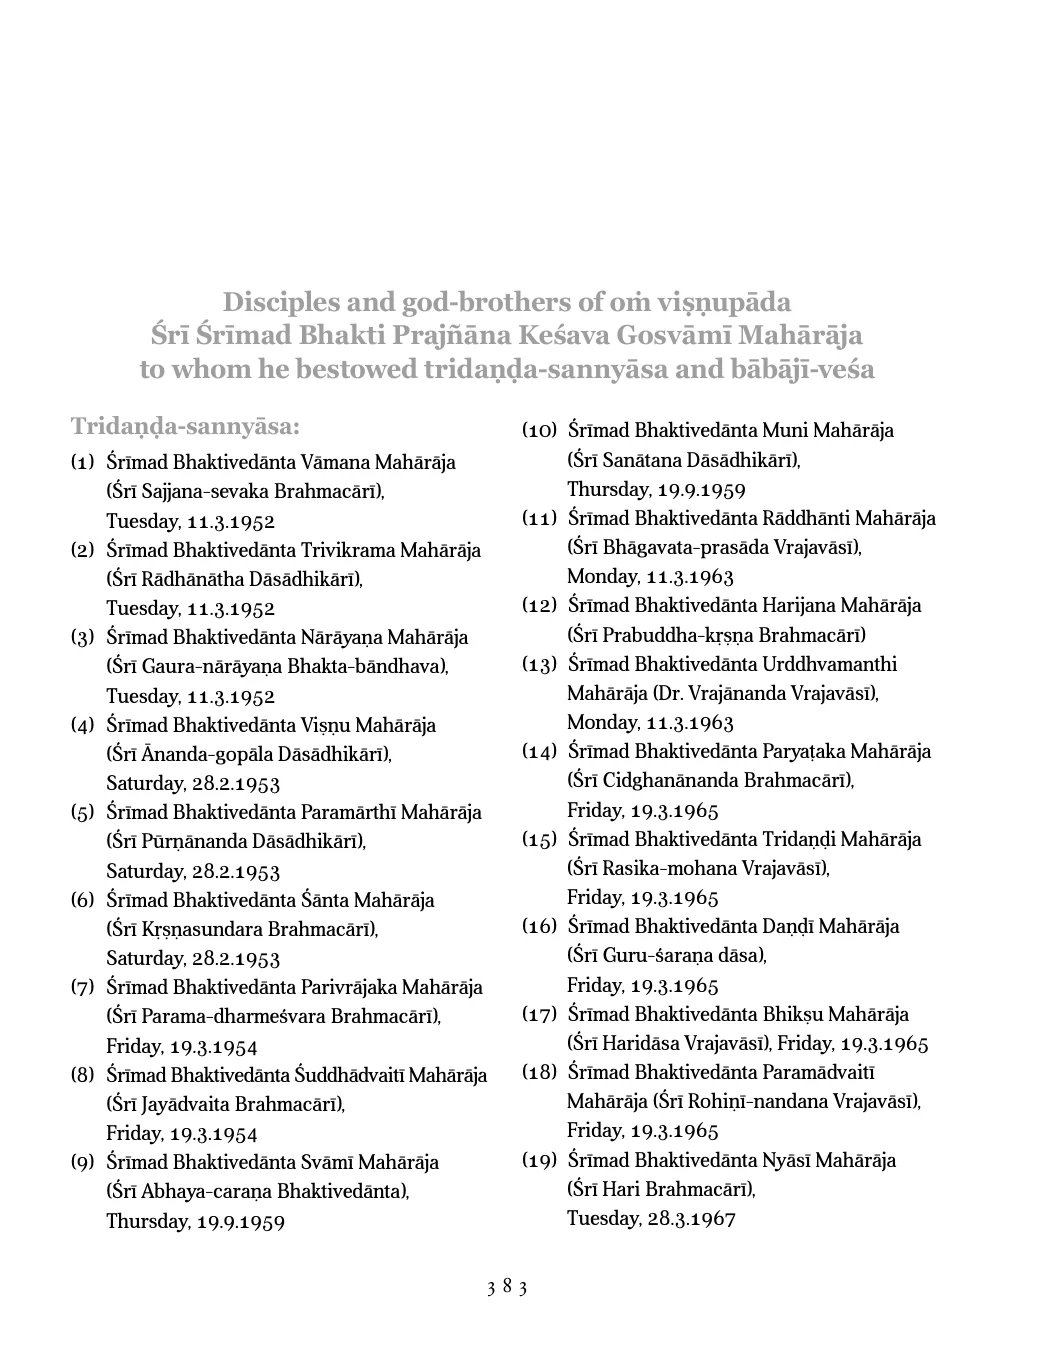 Disciples and god-brothers of oṁ viṣṇupāda
Śrī Śrīmad Bhakti Prajñāna Keśava Gosvāmī Mahārāja
to whom he bestowed tridaṇḍa-sannyāsa and bābājī-veśa
Tridaṇḍa-sannyāsa:
(1) Śrīmad Bhaktivedānta Vāmana Mahārāja
(Śrī Sajjana-sevaka Brahmacārī),
Tuesday, 11.3.1952
(2) Śrīmad Bhaktivedānta Trivikrama Mahārāja
(Śrī Rādhānātha Dāsādhikārī),
Tuesday, 11.3.1952
(3) Śrīmad Bhaktivedānta Nārāyaṇa Mahārāja
(Śrī Gaura-nārāyaṇa Bhakta-bāndhava),
Tuesday, 11.3.1952
(4) Śrīmad Bhaktivedānta Viṣṇu Mahārāja
(Śrī Ānanda-gopāla Dāsādhikārī),
Saturday, 28.2.1953
(5) Śrīmad Bhaktivedānta Paramārthī Mahārāja
(Śrī Pūrṇānanda Dāsādhikārī),
Saturday, 28.2.1953
(6) Śrīmad Bhaktivedānta Śānta Mahārāja
(Śrī Kṛṣṇasundara Brahmacārī),
Saturday, 28.2.1953
(7) Śrīmad Bhaktivedānta Parivrājaka Mahārāja
(Śrī Parama-dharmeśvara Brahmacārī),
Friday, 19.3.1954
(8) Śrīmad Bhaktivedānta Śuddhādvaitī Mahārāja
(Śrī Jayādvaita Brahmacārī),
Friday, 19.3.1954
(9) Śrīmad Bhaktivedānta Svāmī Mahārāja
(Śrī Abhaya-caraṇa Bhaktivedānta),
Thursday, 19.9.1959
(10) Śrīmad Bhaktivedānta Muni Mahārāja
(Śrī Sanātana Dāsādhikārī),
Thursday, 19.9.1959
(11) Śrīmad Bhaktivedānta Rāddhānti Mahārāja
(Śrī Bhāgavata-prasāda Vrajavāsī),
Monday, 11.3.1963
(12) Śrīmad Bhaktivedānta Harijana Mahārāja
(Śrī Prabuddha-kṛṣṇa Brahmacārī)
(13) Śrīmad Bhaktivedānta Urddhvamanthi
Mahārāja (Dr. Vrajānanda Vrajavāsī),
Monday, 11.3.1963
(14) Śrīmad Bhaktivedānta Paryaṭaka Mahārāja
(Śrī Cidghanānanda Brahmacārī),
Friday, 19.3.1965
(15) Śrīmad Bhaktivedānta Tridaṇḍi Mahārāja
(Śrī Rasika-mohana Vrajavāsī),
Friday, 19.3.1965
(16) Śrīmad Bhaktivedānta Daṇḍī Mahārāja
(Śrī Guru-śaraṇa dāsa),
Friday, 19.3.1965
(17) Śrīmad Bhaktivedānta Bhikṣu Mahārāja
(Śrī Haridāsa Vrajavāsī), Friday, 19.3.1965
(18) Śrīmad Bhaktivedānta Paramādvaitī
Mahārāja (Śrī Rohiṇī-nandana Vrajavāsī),
Friday, 19.3.1965
(19) Śrīmad Bhaktivedānta Nyāsī Mahārāja
(Śrī Hari Brahmacārī),
Tuesday, 28.3.1967
383